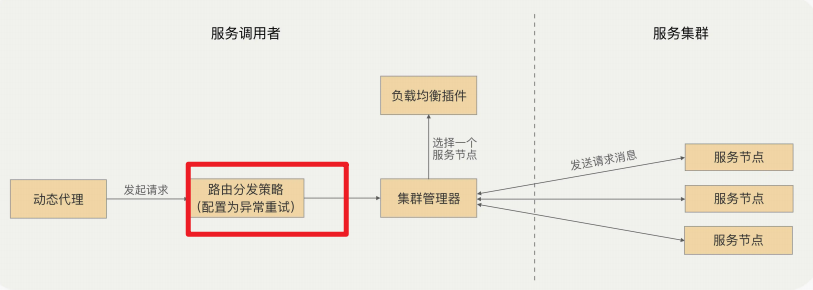 服务调用者
服务集群
负载均衡插件
选择一个
服务节点
发送请求消息
服务节点
动态代理
发起请求
路由分发策略
(配置为异常重试)
集群管理器
服务节点
服务节点